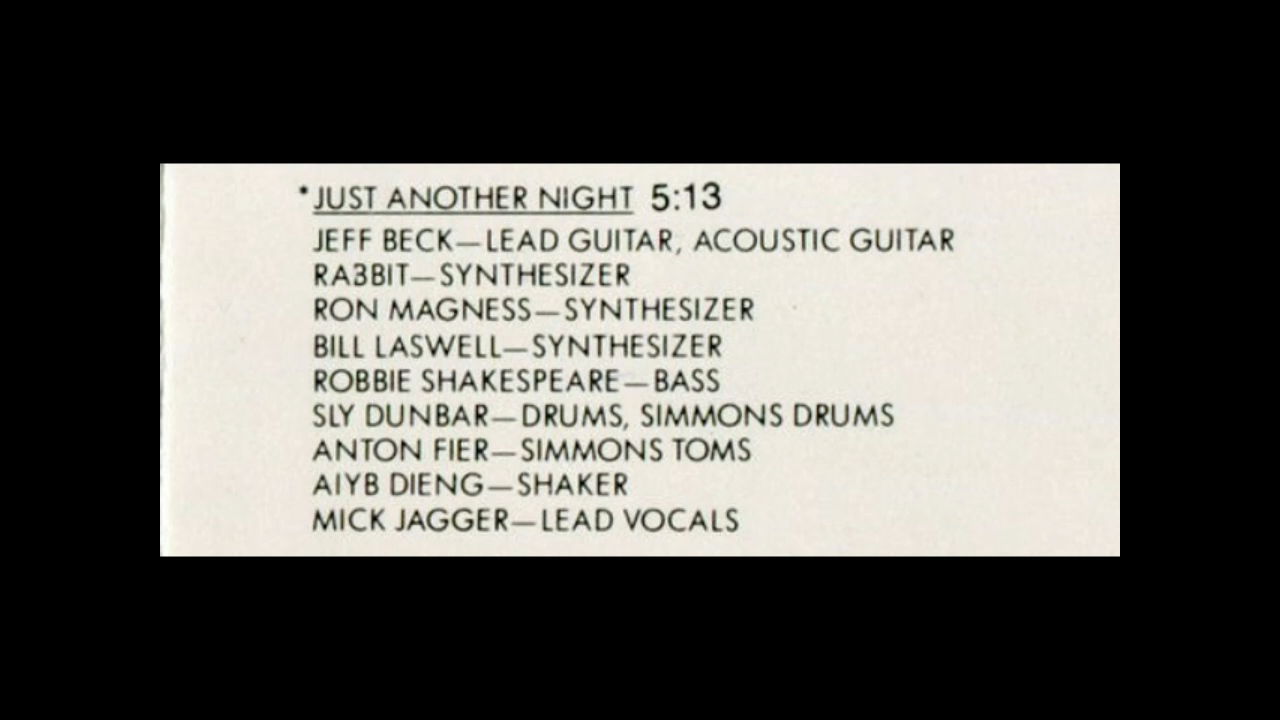 *JUST ANOTHER NIGHT 5:13
JEFF BECK—LEAD GUITAR, ACOUSTIC GUITAR
RA3BIT—SYNTHESIZER
RON MAGNESS—SYNTHESIZER
BILL LASWELL—SYNTHESIZER
ROBBIE SHAKESPEARE—BASS
SLY DUNBAR—DRUMS, SIMMONS DRUMS
ANTON FIER—SIMMONS TOMS
AIYB DIENG—SHAKER
MICK JAGGER—LEAD VOCALS